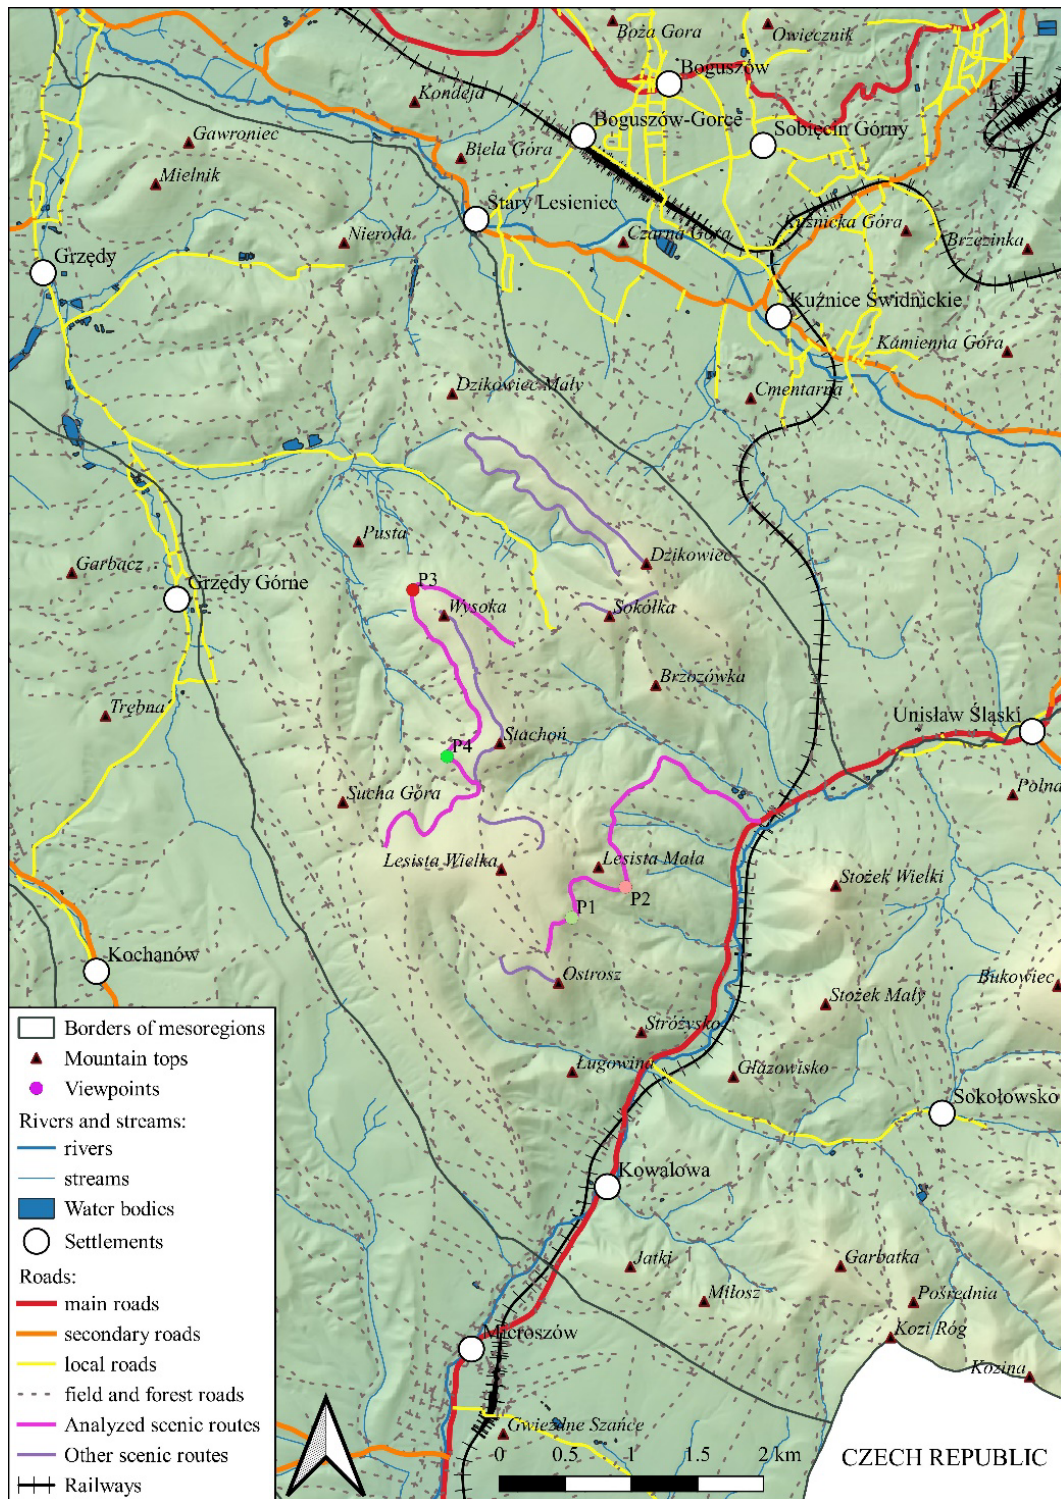 Boża Gora
Owiecznik
Boguszów
Kondeja
Boguszów-Gorce
Sobięcin Górny
Gawroniec
Biela Góra
Mielnik
Stary Lesieniec
Nieroda
Czarna Góra
Kuśnicka Góra
Brzezinka
Grzędy
Kuźnice Świdnickie
Kamienna Góra
Dzikowiec Mały
Cmentarna
Pusta
Dzikowiec
Garbącz
Grzędy Górne
P3
Wysoka
Sokółka
Brzozówka
Trębna
Unisław Śląski
Stachoń
P4
Sucha Góra
Polna
Lesista Wielka
Lesista Mała
Stożek Wielki
P2
P1
Kochanów
Ostrosz
Bukowiec
Stożek Mały
Stróżysko
Ługowina
Głazowisko
Sokołowsko
Kowalowa
Jatki
Garbatka
Miłosz
Pośrednia
Kozi Róg
Mieroszów
Kozina
Gwiezdne Szańce
0 0.5 1 1.5 2 km
CZECH REPUBLIC
Borders of mesoregions
Mountain tops
Viewpoints
Rivers and streams:
rivers
streams
Water bodies
Settlements
Roads:
main roads
secondary roads
local roads
field and forest roads
Analyzed scenic routes
Other scenic routes
Railways